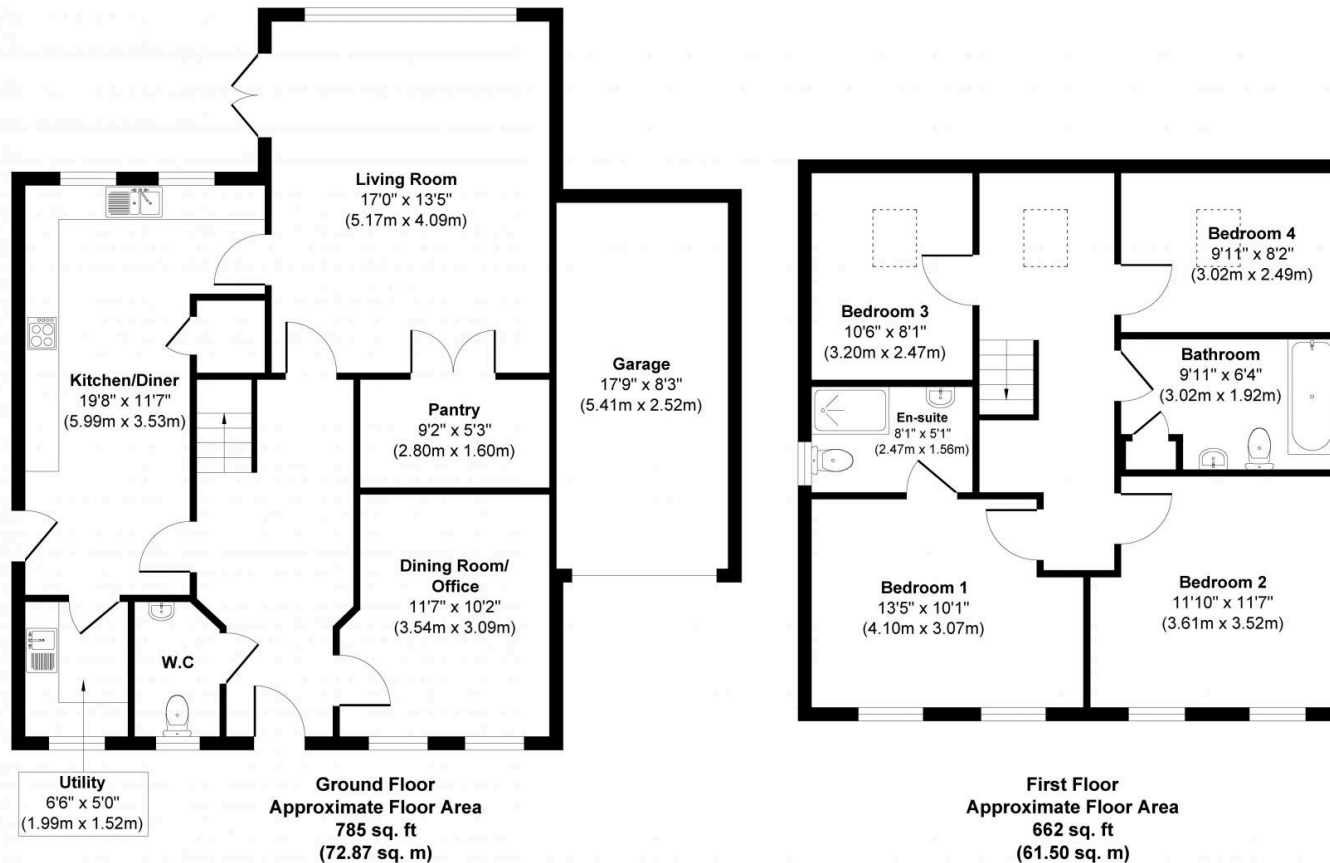 Living Room
17'0" x 13'5"
(5.17m x 4.09m)
Kitchen/Diner
19'8" x 11'7"
(5.99m x 3.53m)
Garage
17'9" x 8'3"
(5.41m x 2.52m)
Pantry
9'2" x 5'3"
(2.80m x 1.60m)
Dining Room/
Office
11'7" x 10'2"
(3.54m x 3.09m)
W.C
Utility
6'6" x 5'0"
(1.99m x 1.52m)
Ground Floor
Approximate Floor Area
785 sq. ft
(72.87 sq. m)
Bedroom 4
9'11" x 8'2"
(3.02m x 2.49m)
Bedroom 3
10'6" x 8'1"
(3.20m x 2.47m)
Bathroom
9'11" x 6'4"
(3.02m x 1.92m)
En-suite
8'1" x 5'1"
(2.47m x 1.56m)
Bedroom 1
13'5" x 10'1"
(4.10m x 3.07m)
Bedroom 2
11'10" x 11'7"
(3.61m x 3.52m)
First Floor
Approximate Floor Area
662 sq. ft
(61.50 sq. m)